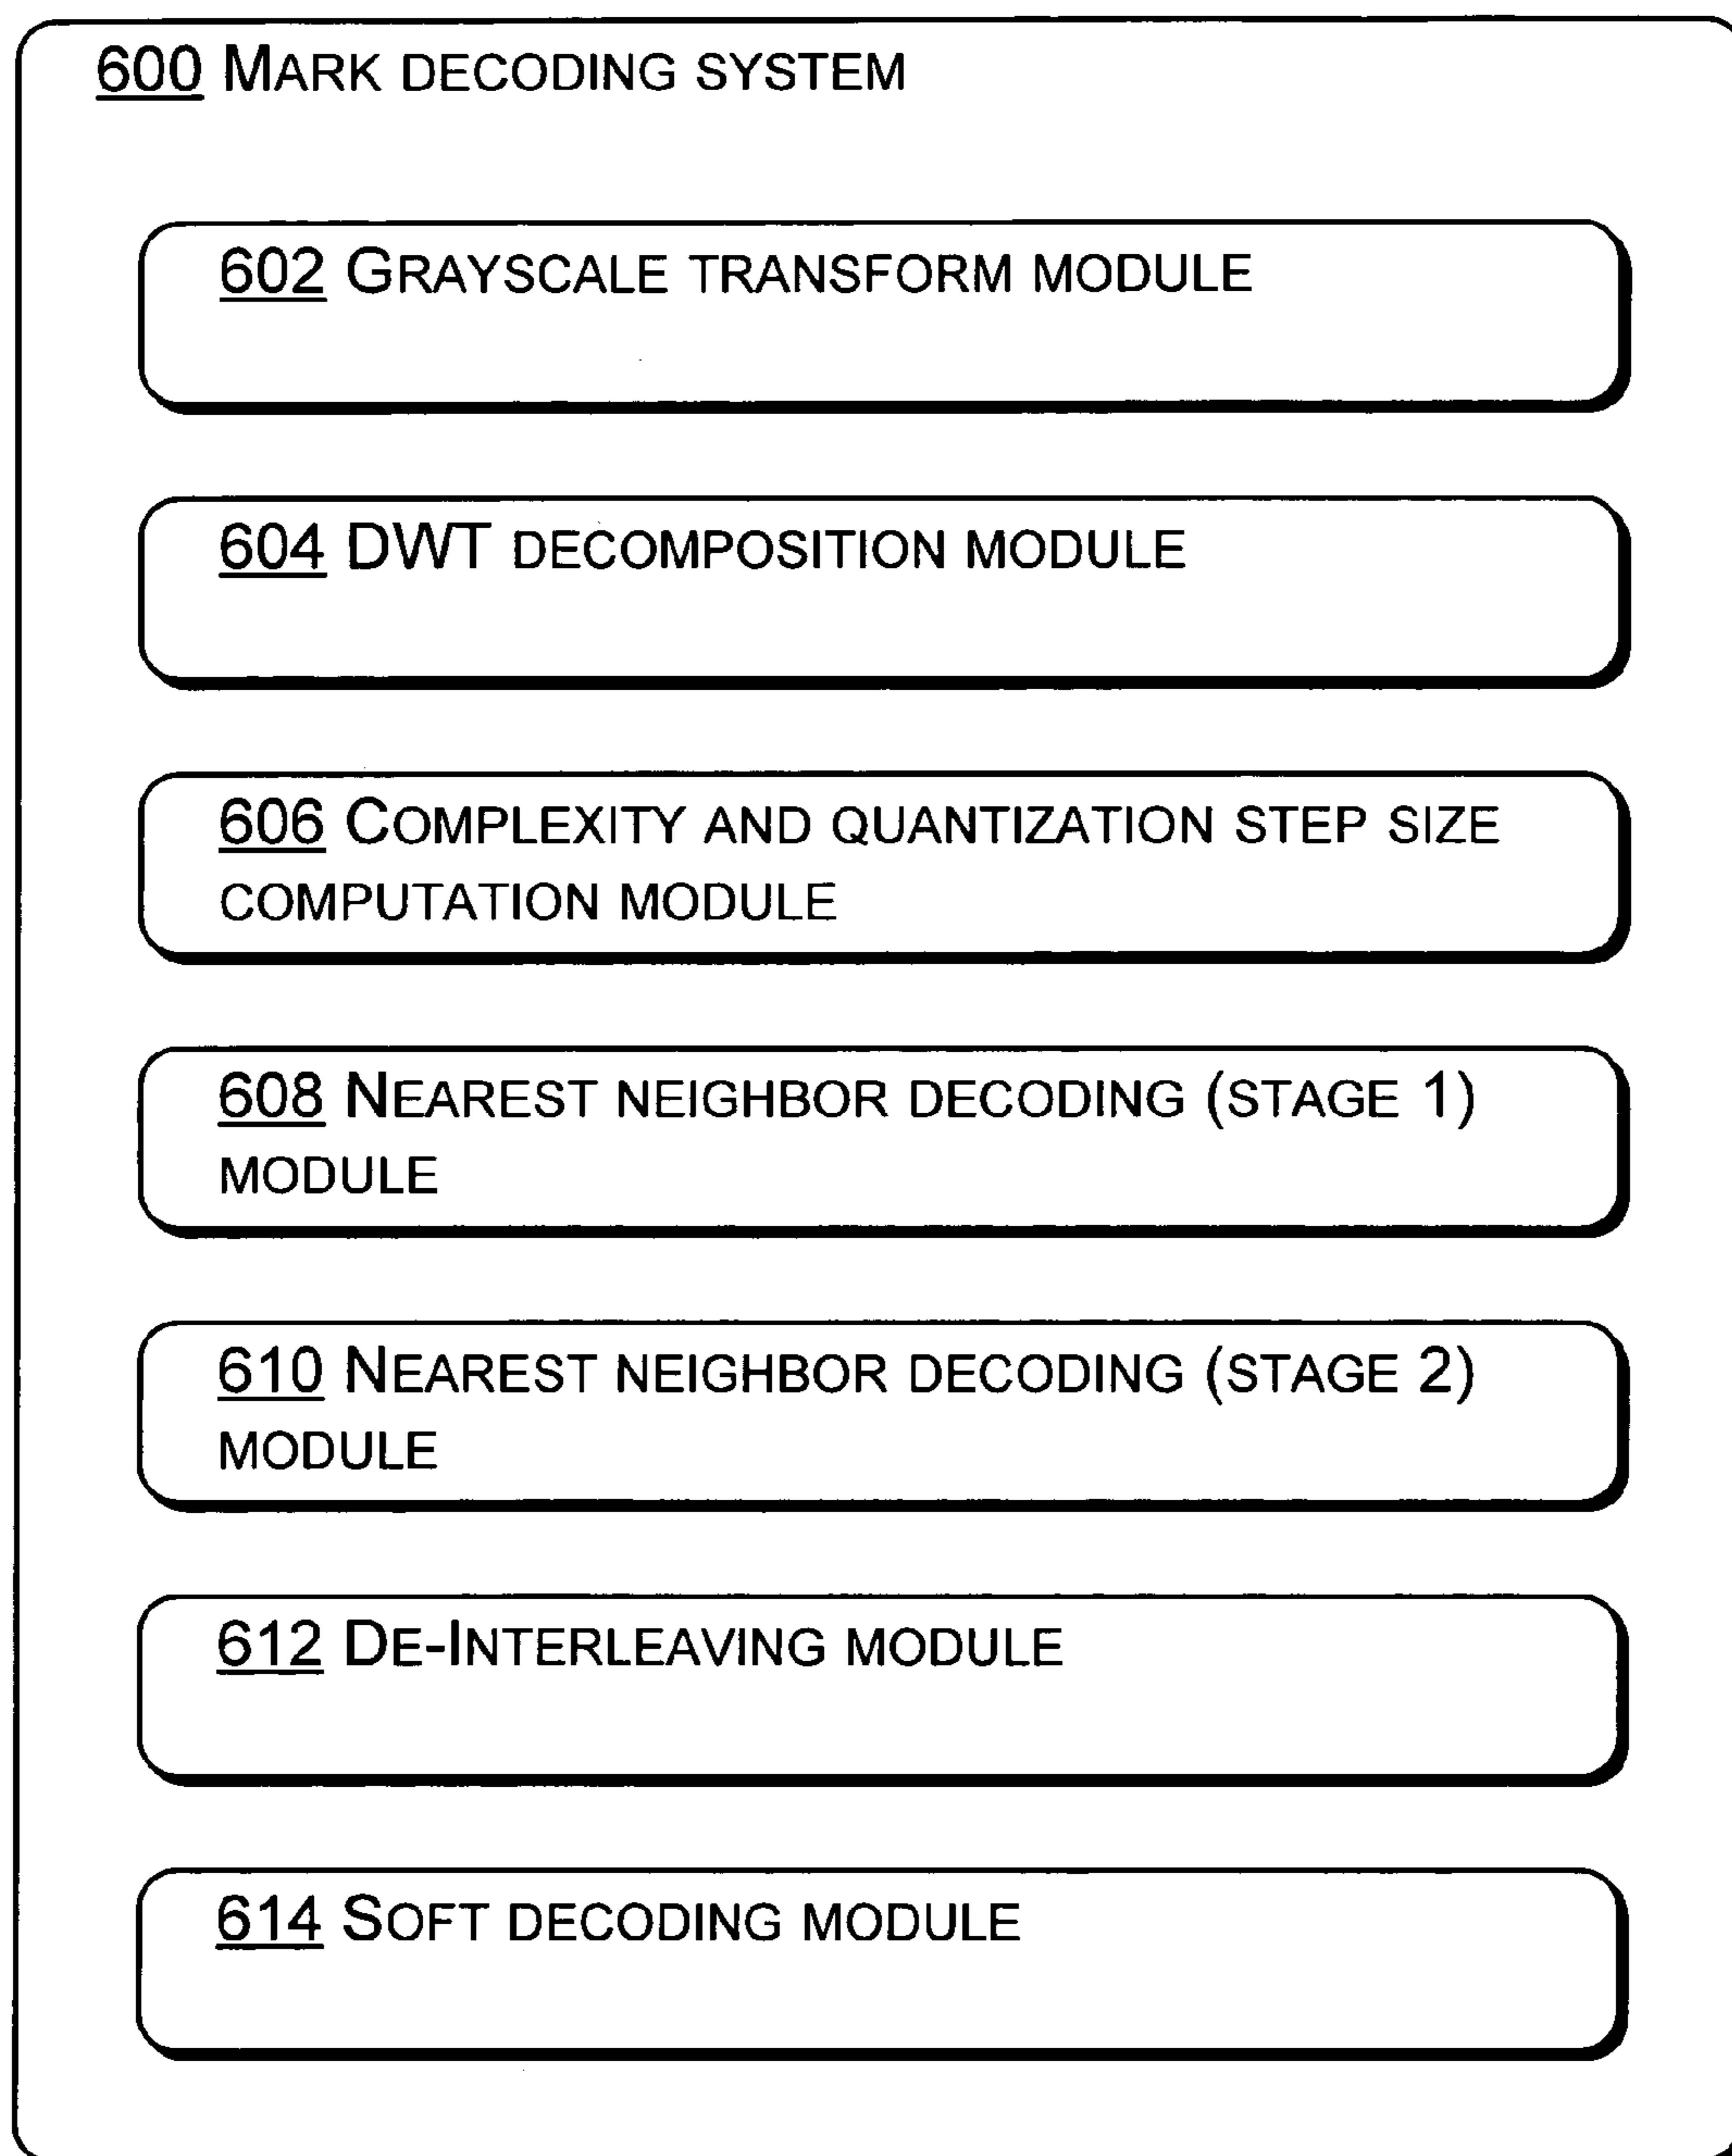 600 MARK DECODING SYSTEM
602 GRAYSCALE TRANSFORM MODULE
604 DWT DECOMPOSITION MODULE
606 COMPLEXITY AND QUANTIZATION STEP SIZE
COMPUTATION MODULE
608 NEAREST NEIGHBOR DECODING (STAGE 1)
MODULE
610 NEAREST NEIGHBOR DECODING (STAGE 2)
MODULE
612 DE-INTERLEAVING MODULE
614 SOFT DECODING MODULE